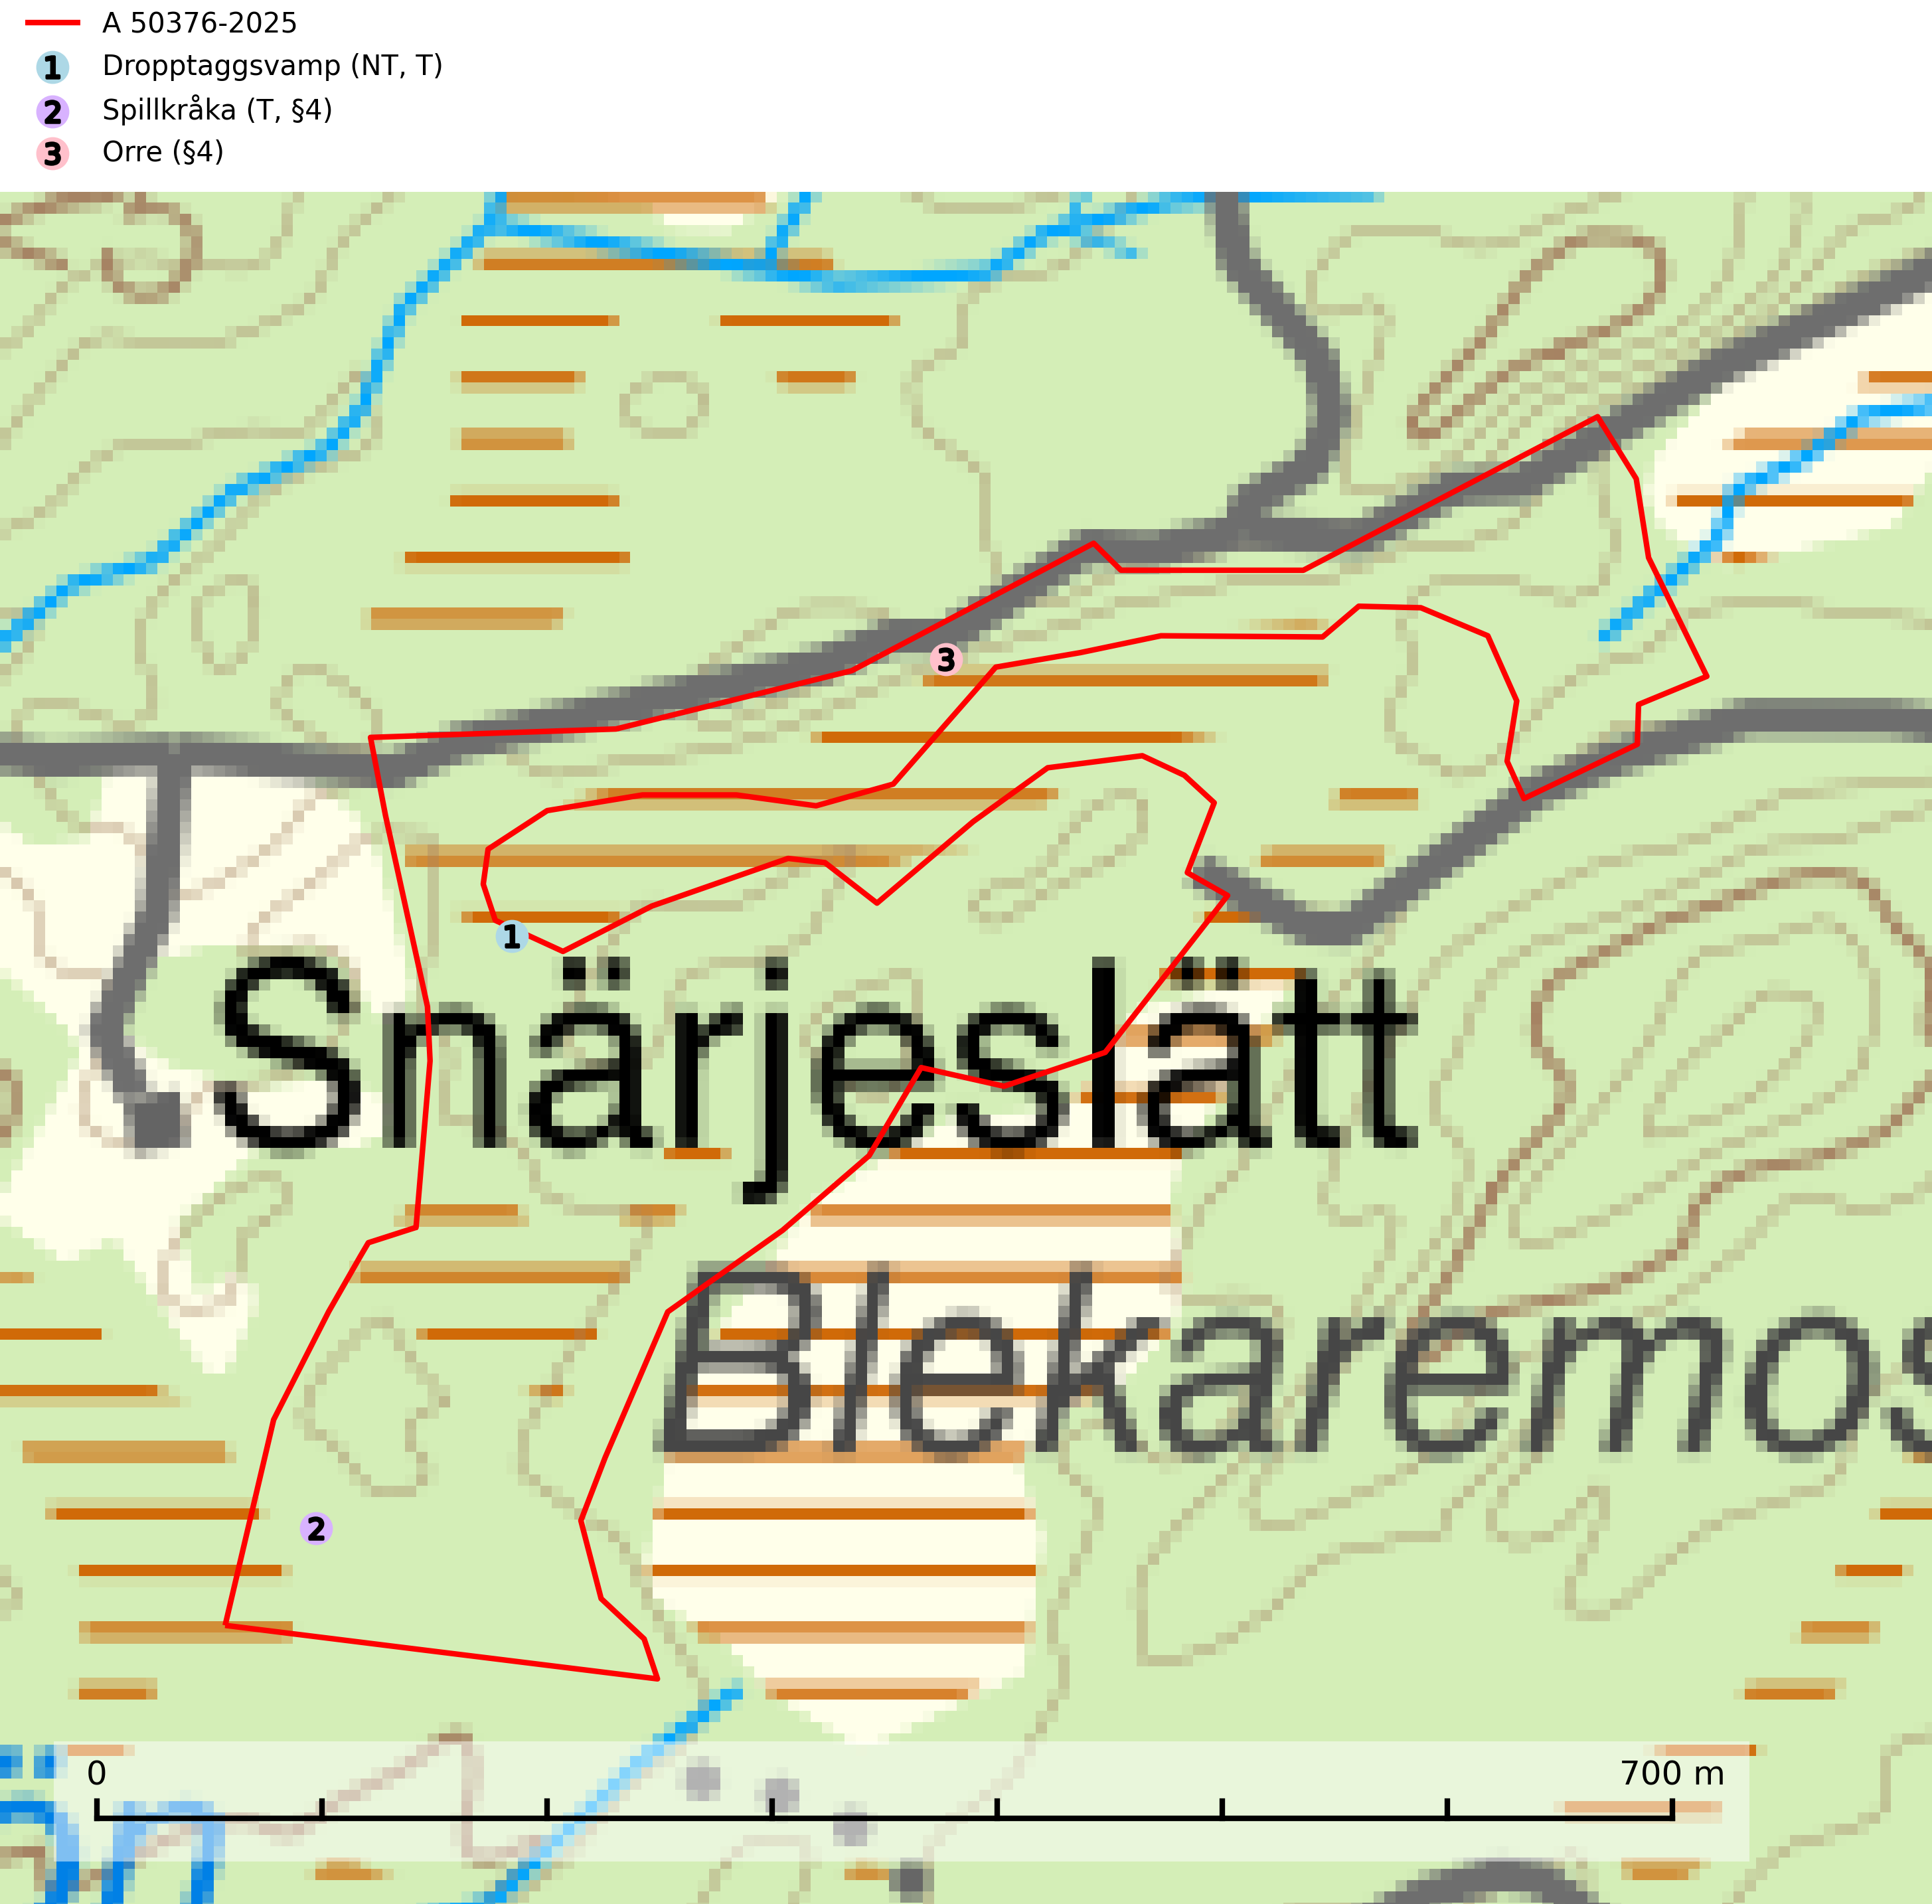 A 50376-2025
1 Dropptaggsvamp (NT, T)
2 Spillkråka (T, §4)
3 Orre (§4)
3
1
Snärjeslätt
Blekaremos
2
0 700 m